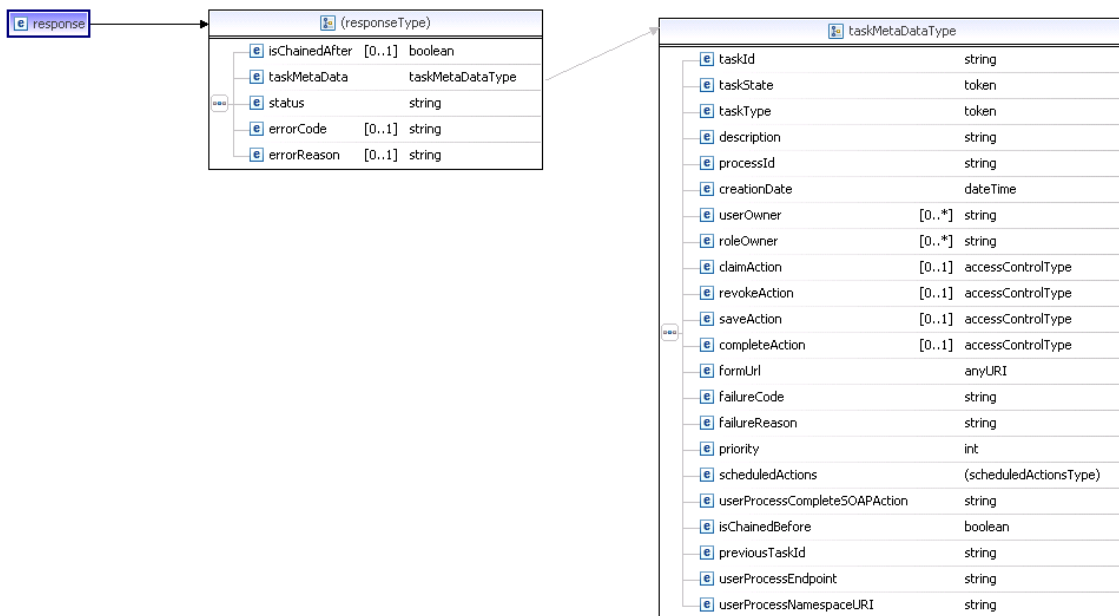 response
(responseType)
isChainedAfter [0..1] boolean
taskMetaData taskMetaDataType
status string
errorCode [0..1] string
errorReason [0..1] string
taskMetaDataType
taskId string
taskState token
taskType token
description string
processId string
creationDate dateTime
userOwner [0..*] string
roleOwner [0..*] string
claimAction [0..1] accessControlType
revokeAction [0..1] accessControlType
saveAction [0..1] accessControlType
completeAction [0..1] accessControlType
formUrl anyURI
failureCode string
failureReason string
priority int
scheduledActions (scheduledActionsType)
userProcessCompleteSOAPAction string
isChainedBefore boolean
previousTaskId string
userProcessEndpoint string
userProcessNamespaceURI string